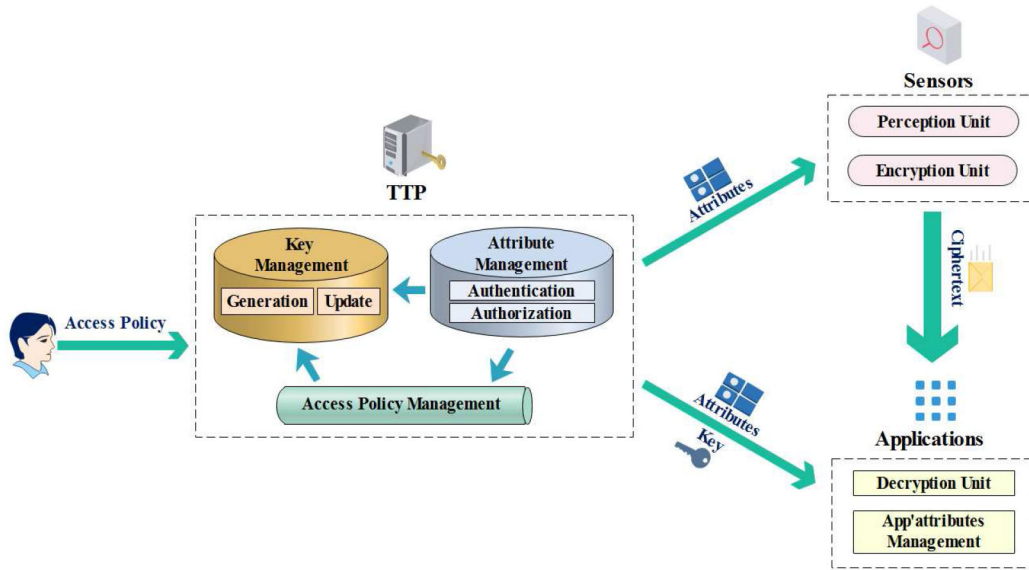 Sensors
Perception Unit
Encryption Unit
TTP
Attributes
Key
Management
Generation
Update
Attribute
Management
Authentication
Authorization
Access Policy
Access Policy Management
Ciphertext
Attributes
Key
Applications
Decryption Unit
App'attributes
Management